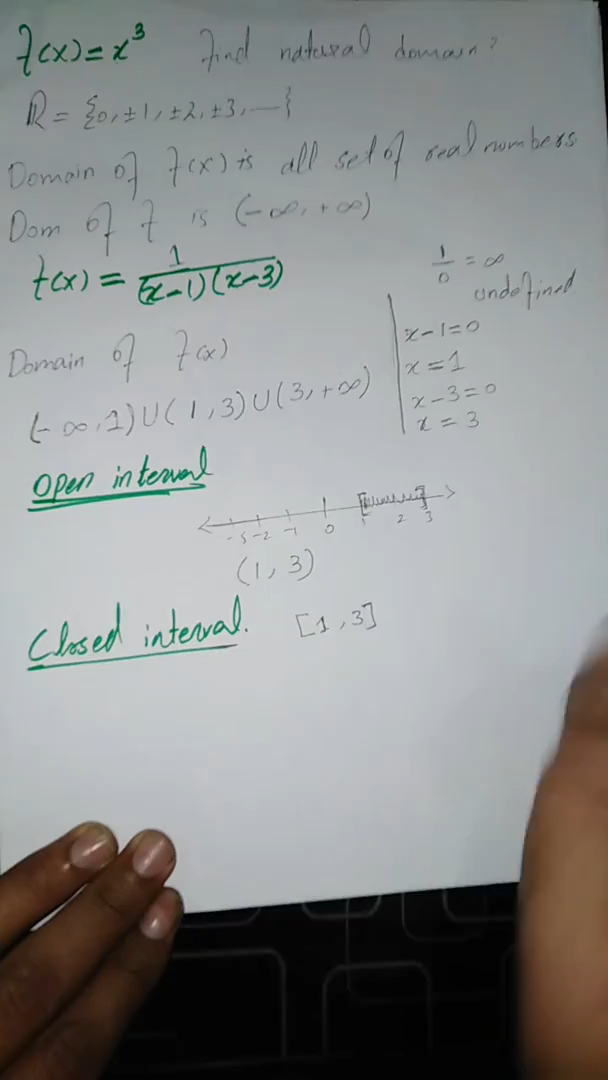 f(x) = x³ Find natural domain?
ℝ = {0, ±1, ±2, ±3, —}
Domain of f(x) is all set of real numbers
Dom of f is (-∞, +∞)
f(x) = 1/(x-1)(x-3)
1/0 = ∞
undefined
x-1=0
x = 1
x-3=0
x = 3
Domain of f(x)
(-∞, 1) U (1, 3) U (3, +∞)
Open interval
-2 -1 0 1 2 3
(1, 3)
Closed interval. [1, 3]